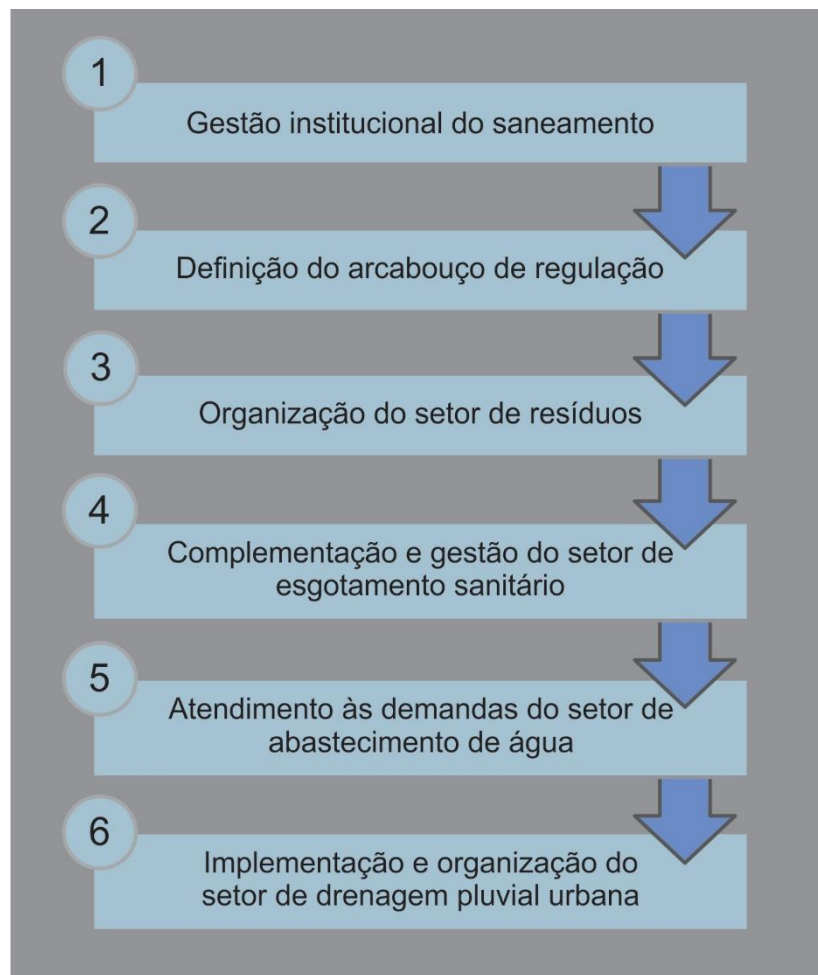 1
Gestão institucional do saneamento
2
Definição do arcabouço de regulação
3
Organização do setor de resíduos
4
Complementação e gestão do setor de
esgotamento sanitário
5
Atendimento às demandas do setor de
abastecimento de água
6
Implementação e organização do
setor de drenagem pluvial urbana